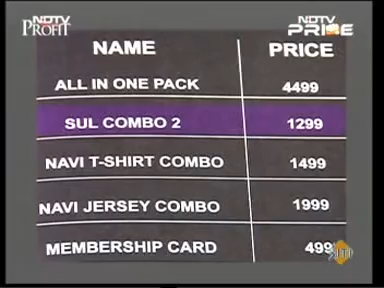 NDTV PROFIT
NDTV PRIME
NAME PRICE
ALL IN ONE PACK 4499
SUL COMBO 2 1299
NAVI T-SHIRT COMBO 1499
NAVI JERSEY COMBO 1999
MEMBERSHIP CARD 499